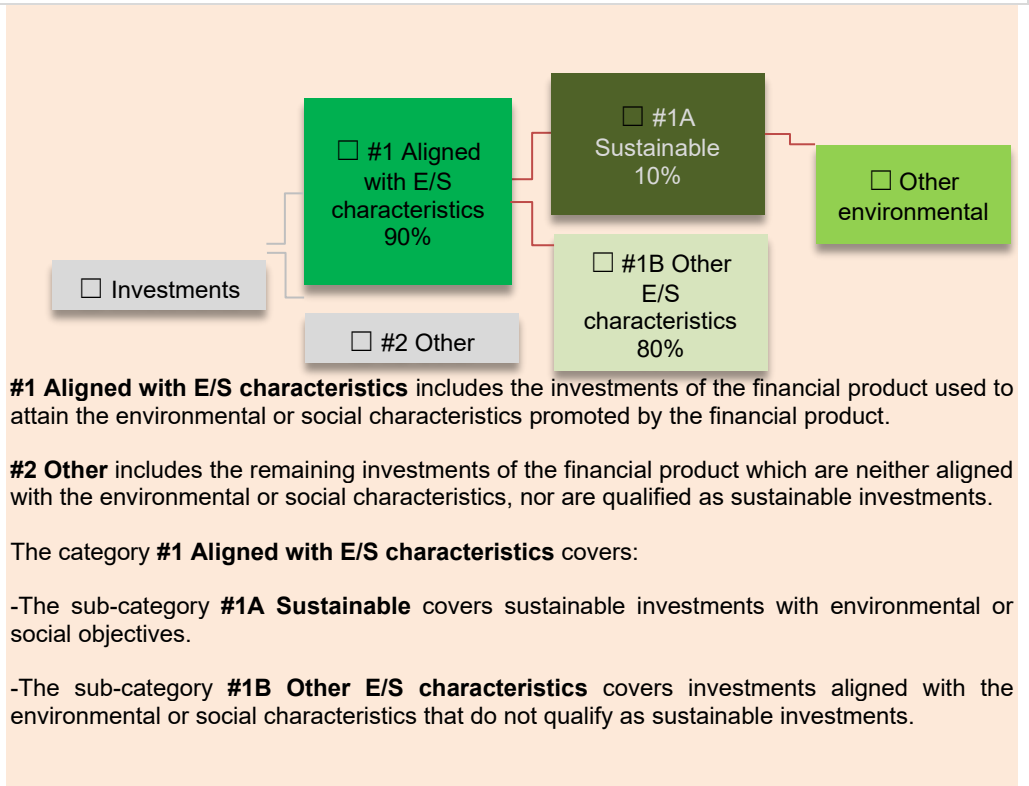 ☐ Investments
☐ #1 Aligned
with E/S
characteristics
90%
☐ #2 Other
☐ #1A
Sustainable
10%
☐ #1B Other
E/S
characteristics
80%
☐ Other
environmental
#1 Aligned with E/S characteristics includes the investments of the financial product used to
attain the environmental or social characteristics promoted by the financial product.
#2 Other includes the remaining investments of the financial product which are neither aligned
with the environmental or social characteristics, nor are qualified as sustainable investments.
The category #1 Aligned with E/S characteristics covers:
-The sub-category #1A Sustainable covers sustainable investments with environmental or
social objectives.
-The sub-category #1B Other E/S characteristics covers investments aligned with the
environmental or social characteristics that do not qualify as sustainable investments.